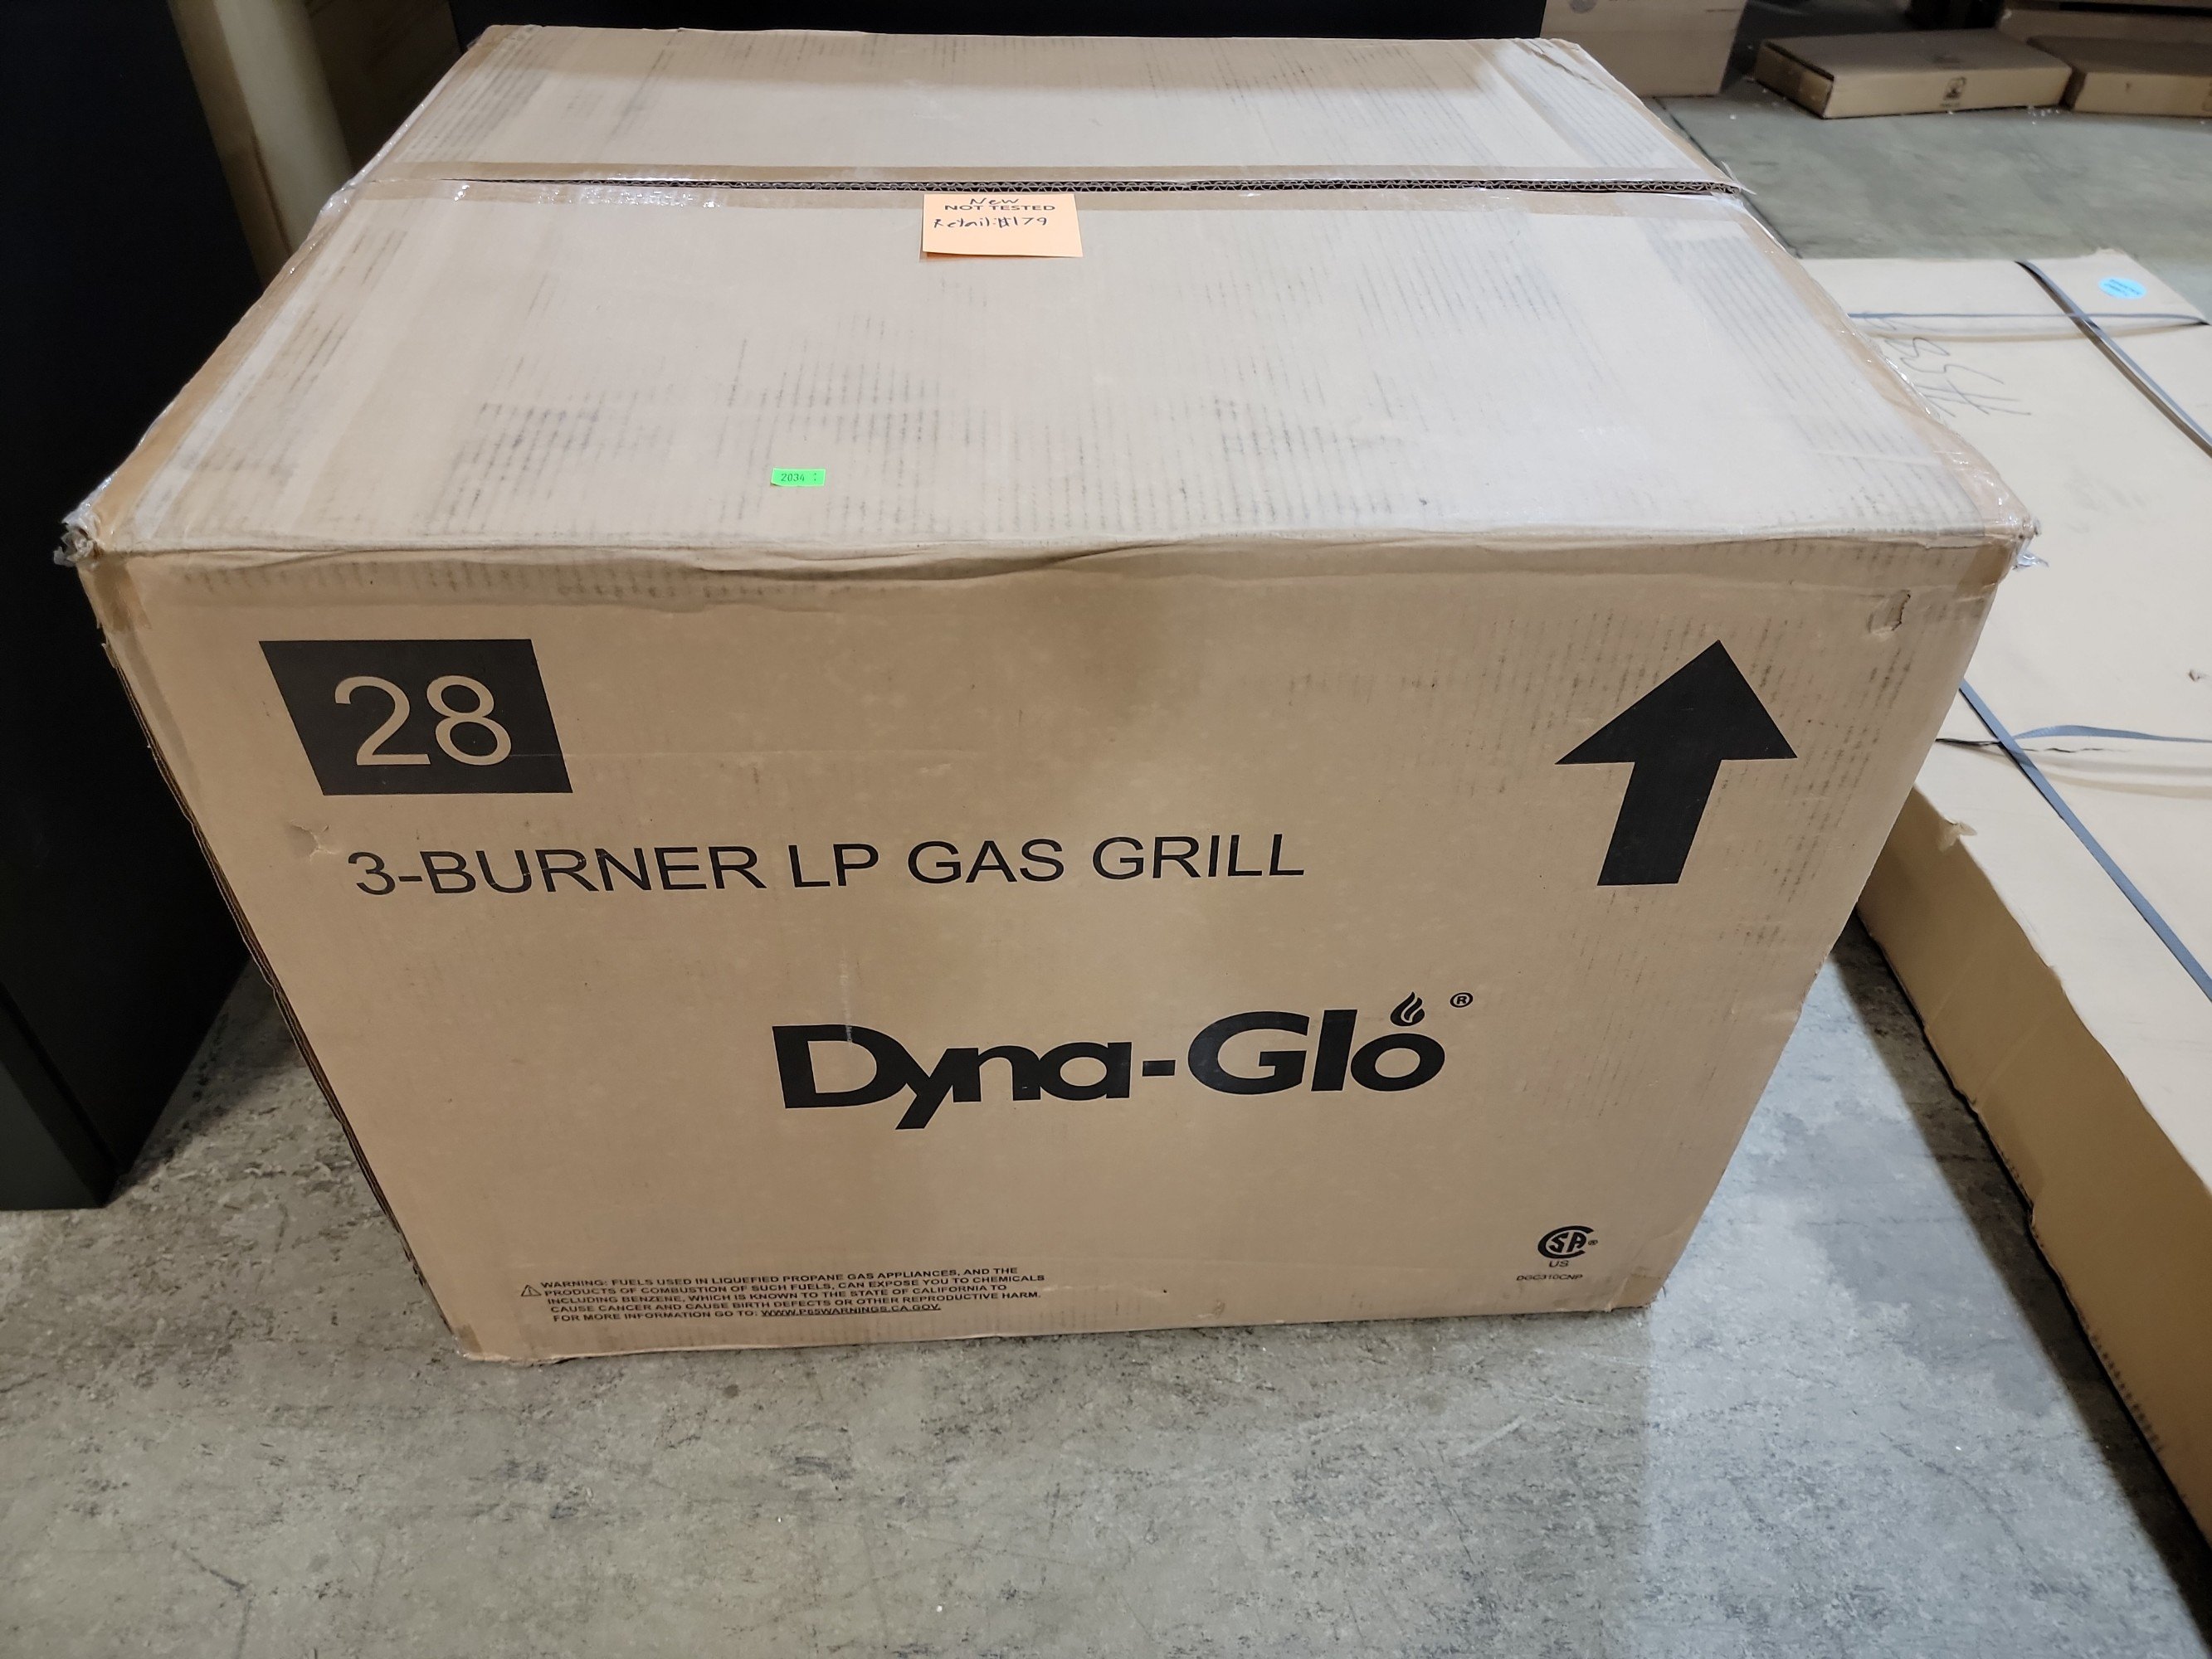 New
NOT TESTED
Retail:$179
2034
28
3-BURNER LP GAS GRILL
Dyna-Glo®
WARNING: FUELS USED IN LIQUEFIED PROPANE GAS APPLIANCES, AND THE
PRODUCTS OF COMBUSTION OF SUCH FUELS, CAN EXPOSE YOU TO CHEMICALS
INCLUDING BENZENE, WHICH IS KNOWN TO THE STATE OF CALIFORNIA TO
CAUSE CANCER AND CAUSE BIRTH DEFECTS OR OTHER REPRODUCTIVE HARM.
FOR MORE INFORMATION GO TO: WWW.P65WARNINGS.CA.GOV.
CSA®
US
DGC310CNP